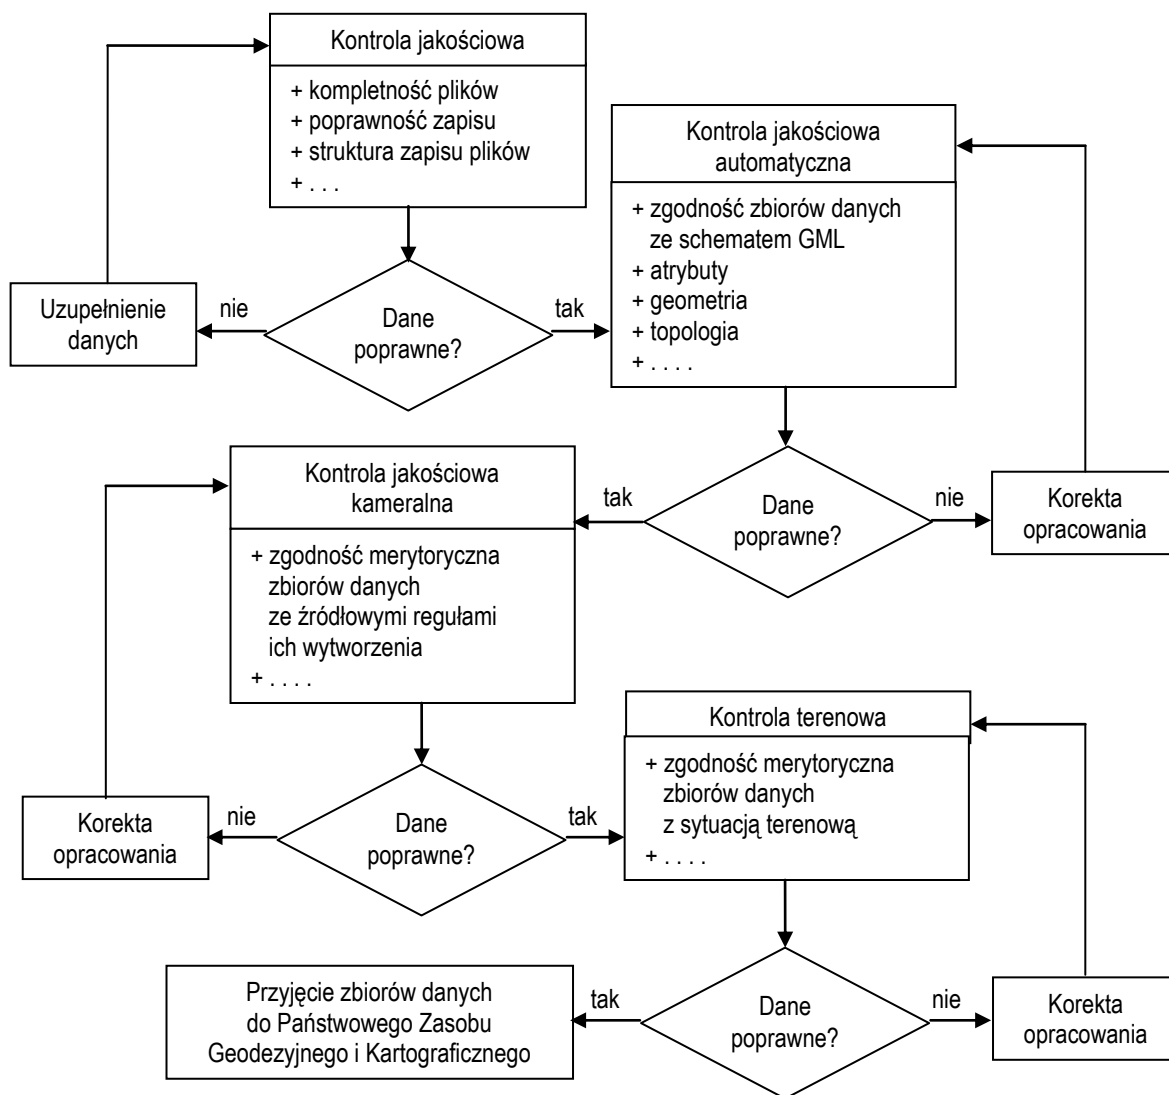 Kontrola jakościowa
+ kompletność plików
+ poprawność zapisu
+ struktura zapisu plików
+ . . .
Dane
poprawne?
nie
Uzupełnienie
danych
tak
Kontrola jakościowa
automatyczna
+ zgodność zbiorów danych
ze schematem GML
+ atrybuty
+ geometria
+ topologia
+ . . . .
Dane
poprawne?
nie
Korekta
opracowania
tak
Kontrola jakościowa
kameralna
+ zgodność merytoryczna
zbiorów danych
ze źródłowymi regułami
ich wytworzenia
+ . . . .
Dane
poprawne?
nie
Korekta
opracowania
tak
Kontrola terenowa
+ zgodność merytoryczna
zbiorów danych
z sytuacją terenową
+ . . . .
Dane
poprawne?
nie
Korekta
opracowania
tak
Przyjęcie zbiorów danych
do Państwowego Zasobu
Geodezyjnego i Kartograficznego